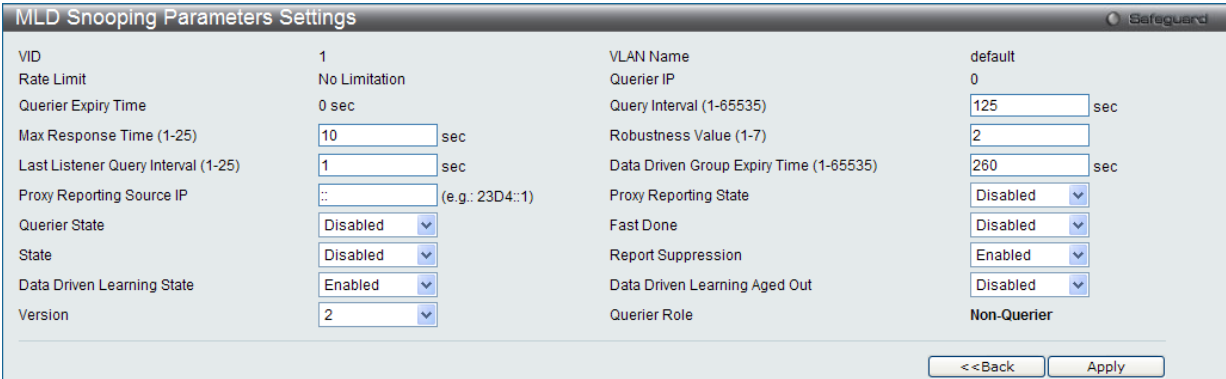 MLD Snooping Parameters Settings Safeguard
VID 1 VLAN Name default
Rate Limit No Limitation Querier IP 0
Querier Expiry Time 0 sec Query Interval (1-65535) 125 sec
Max Response Time (1-25) 10 sec Robustness Value (1-7) 2
Last Listener Query Interval (1-25) 1 sec Data Driven Group Expiry Time (1-65535) 260 sec
Proxy Reporting Source IP :: (e.g.: 23D4::1) Proxy Reporting State Disabled
Querier State Disabled Fast Done Disabled
State Disabled Report Suppression Enabled
Data Driven Learning State Enabled Data Driven Learning Aged Out Disabled
Version 2 Querier Role Non-Querier
<<Back Apply